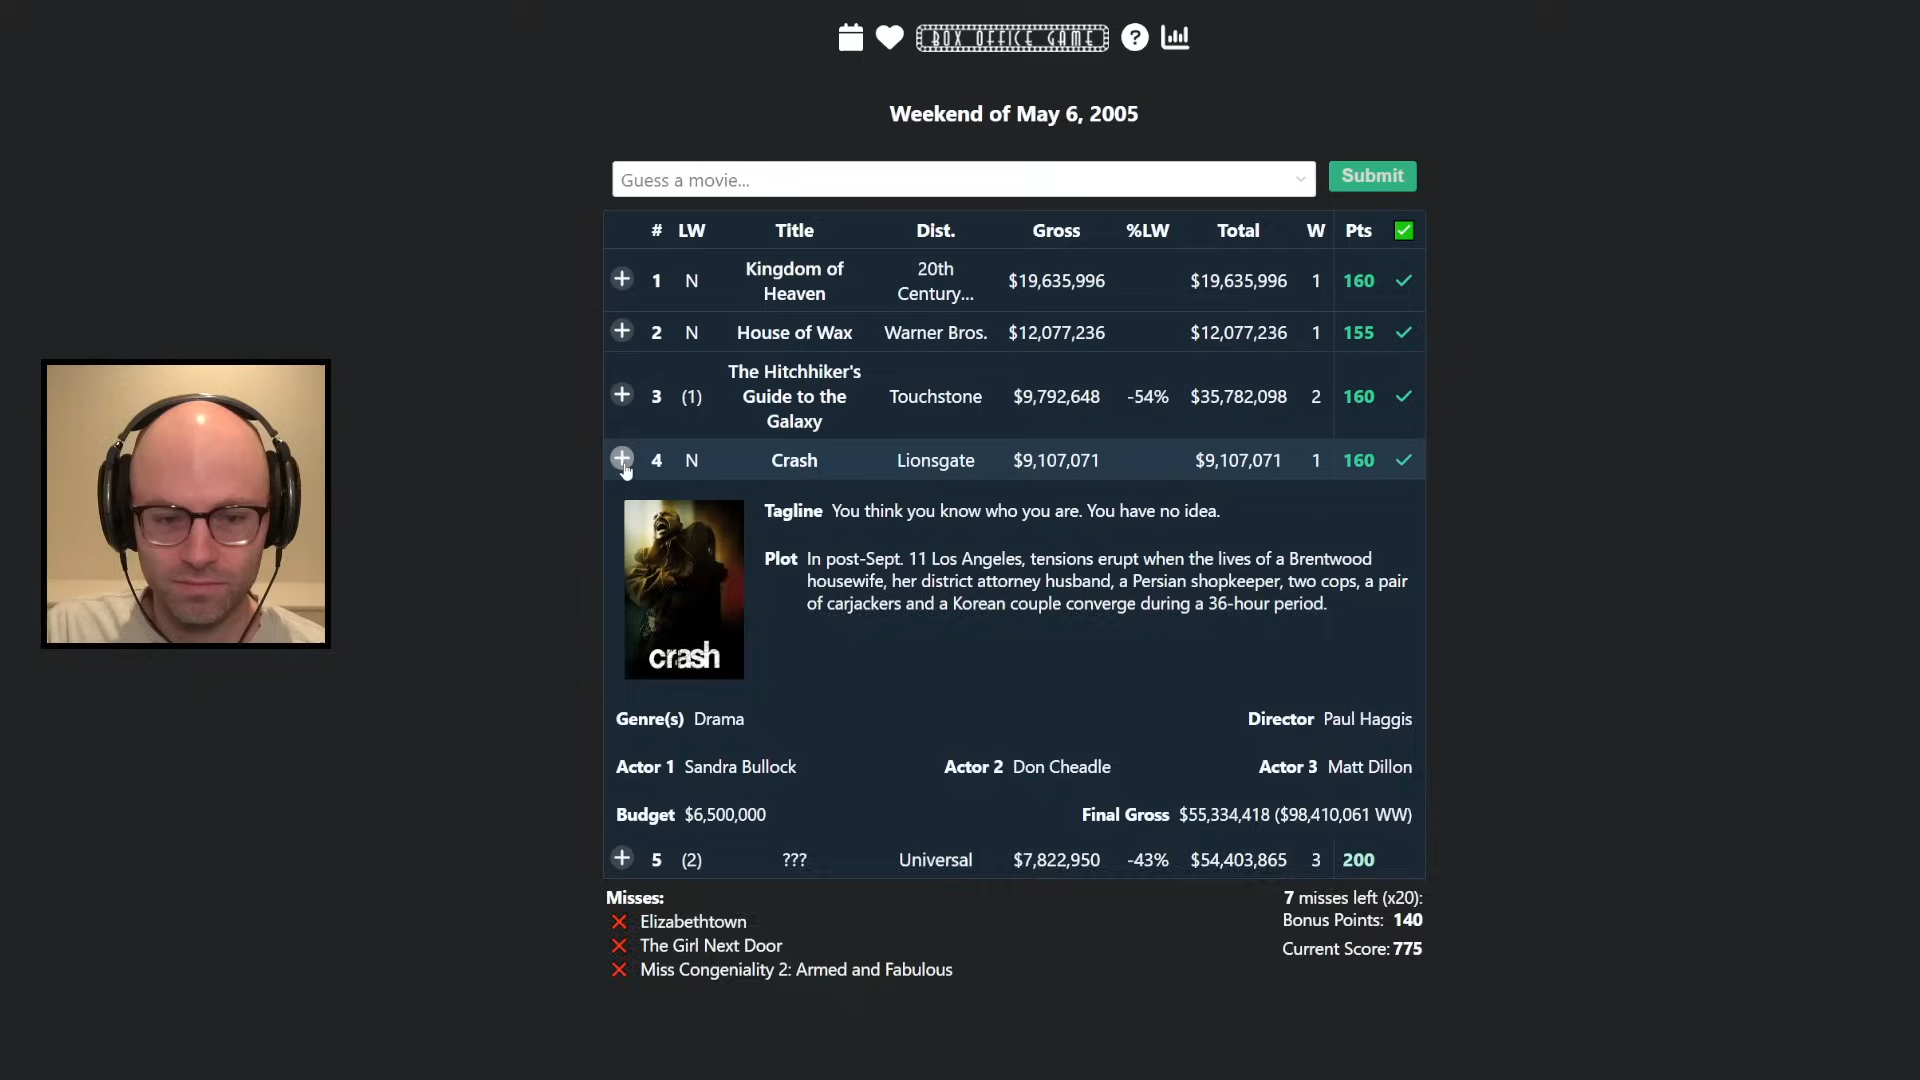 BOX OFFICE GAME ?
Weekend of May 6, 2005
Guess a movie... Submit
# LW Title Dist. Gross %LW Total W Pts
1 N Kingdom of Heaven 20th Century... $19,635,996 $19,635,996 1 160
2 N House of Wax Warner Bros. $12,077,236 $12,077,236 1 155
3 (1) The Hitchhiker's Guide to the Galaxy Touchstone $9,792,648 -54% $35,782,098 2 160
4 N Crash Lionsgate $9,107,071 $9,107,071 1 160
Tagline You think you know who you are. You have no idea.
Plot In post-Sept. 11 Los Angeles, tensions erupt when the lives of a Brentwood
housewife, her district attorney husband, a Persian shopkeeper, two cops, a pair
of carjackers and a Korean couple converge during a 36-hour period.
crash
Genre(s) Drama Director Paul Haggis
Actor 1 Sandra Bullock Actor 2 Don Cheadle Actor 3 Matt Dillon
Budget $6,500,000 Final Gross $55,334,418 ($98,410,061 WW)
5 (2) ??? Universal $7,822,950 -43% $54,403,865 3 200
Misses: 7 misses left (x20):
Elizabethtown Bonus Points: 140
The Girl Next Door Current Score: 775
Miss Congeniality 2: Armed and Fabulous